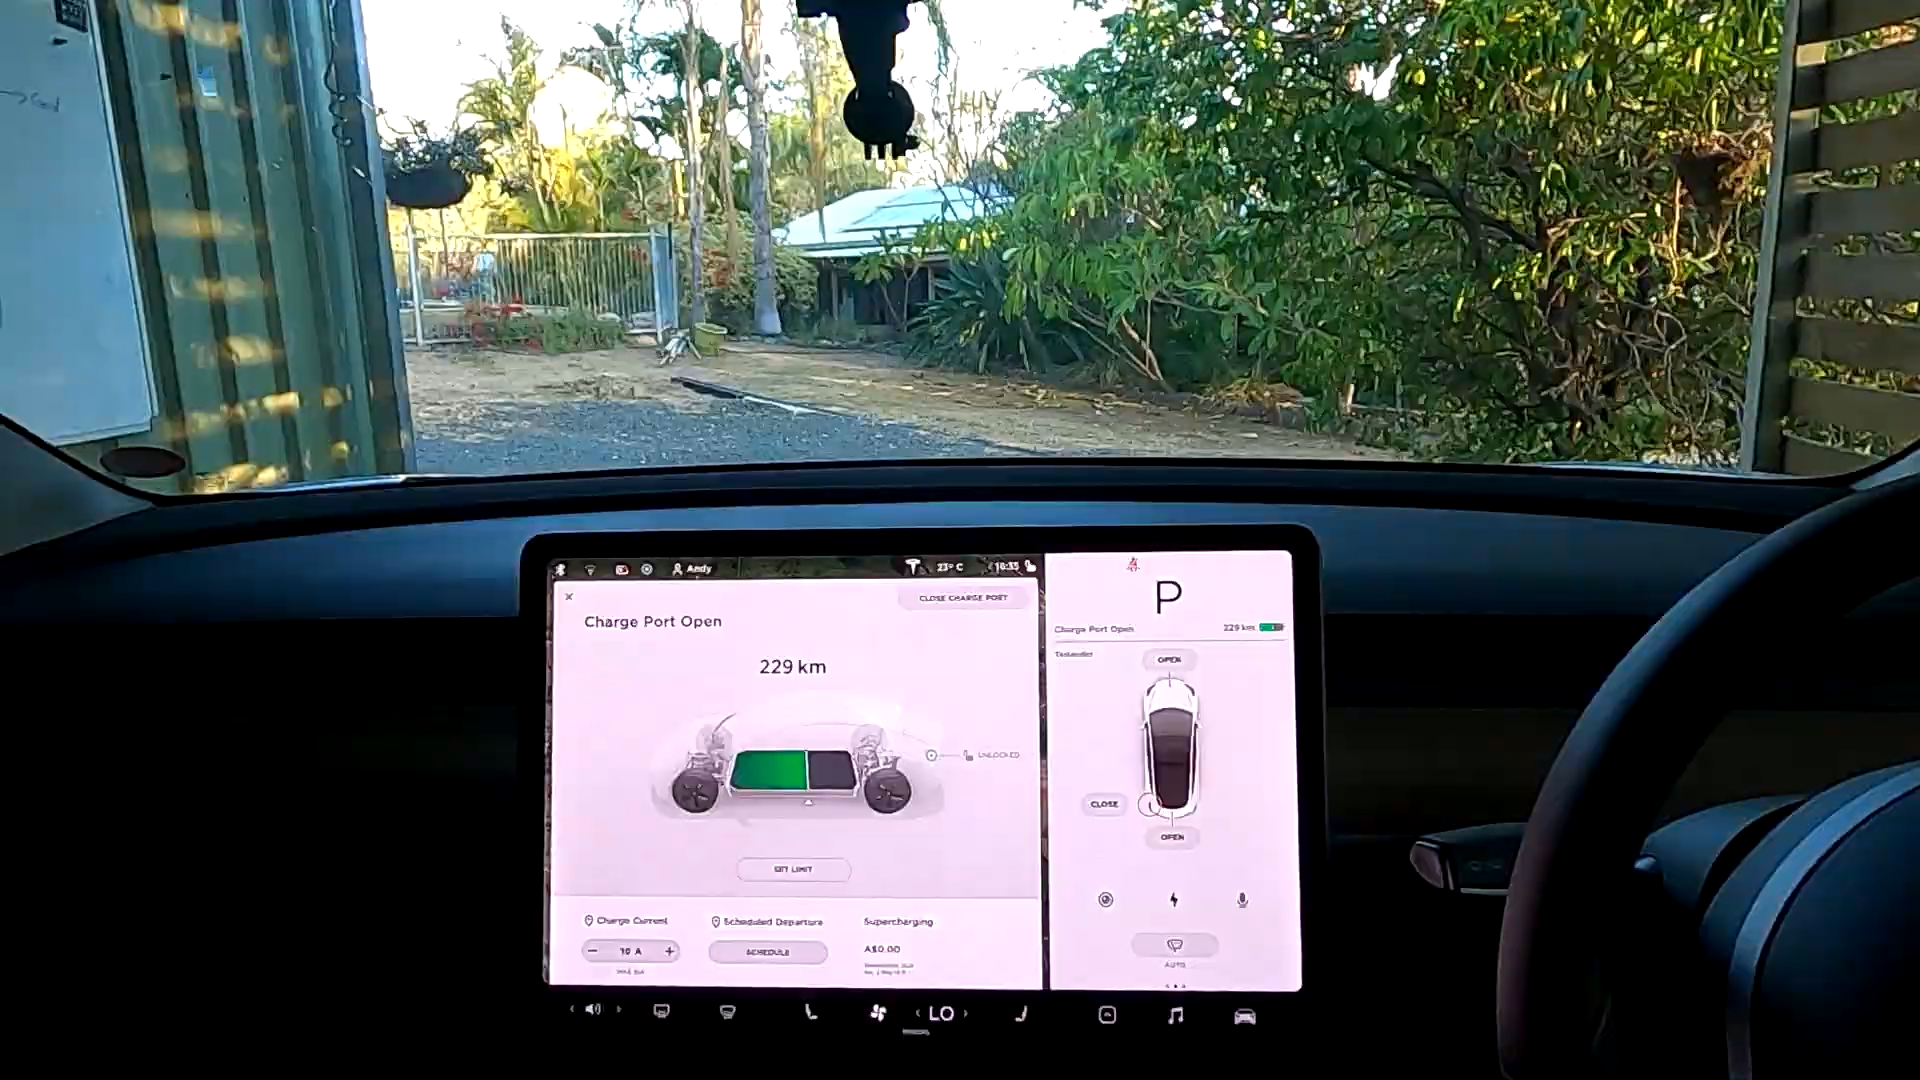 Andy
23° C
16:35
CLOSE CHARGE PORT
Charge Port Open
229 km
UNLOCKED
SET LIMIT
Charge Current
10 A
Scheduled Departure
SCHEDULE
Supercharging
A$0.00
LO
P
Charge Port Open
229 km
OPEN
CLOSE
OPEN
AUTO